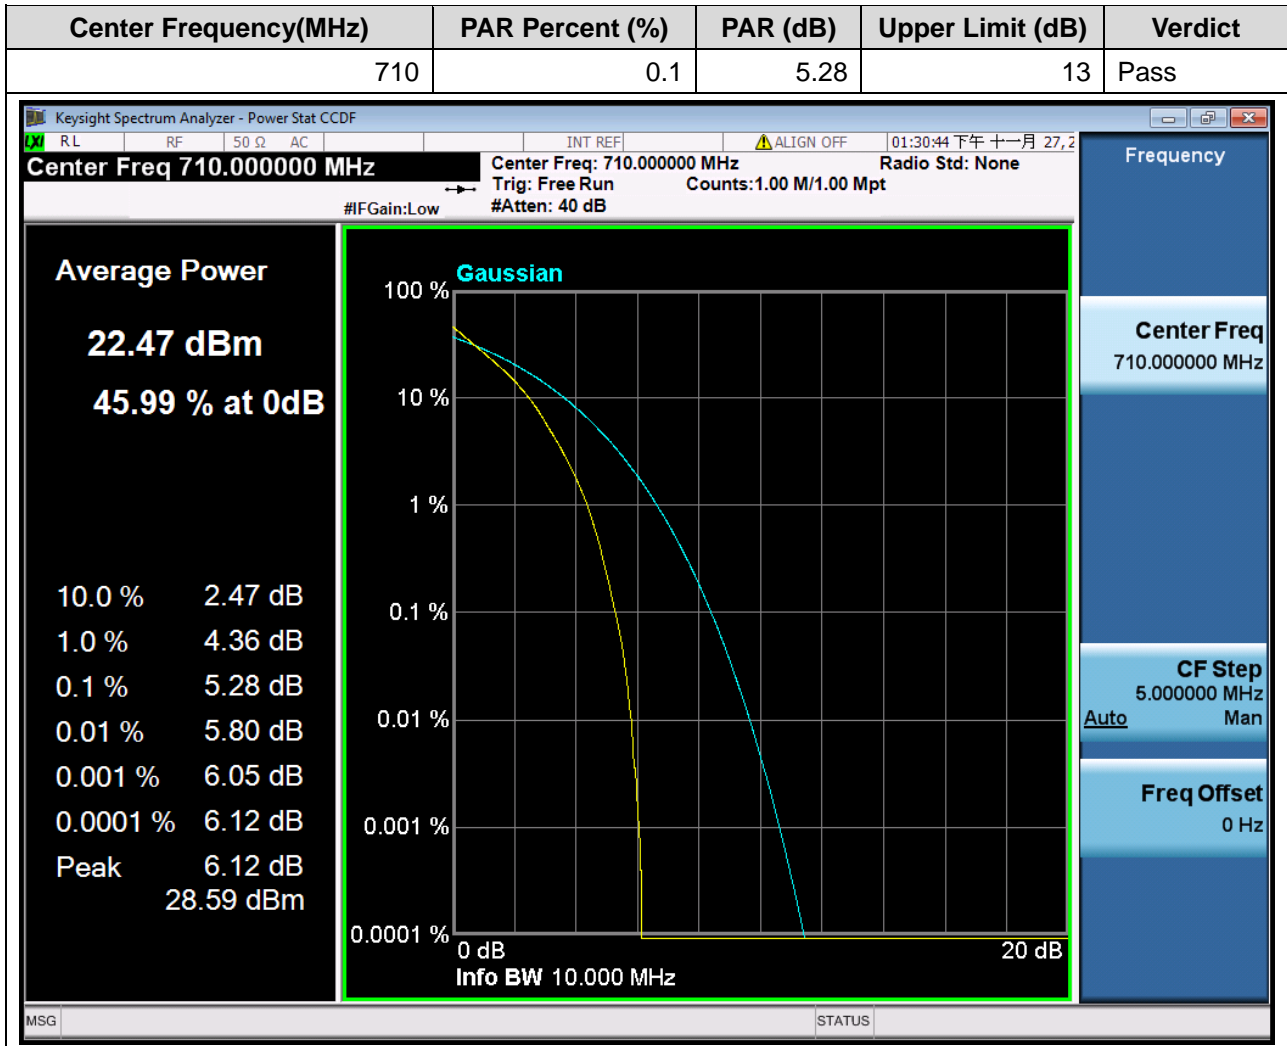 Center Frequency(MHz) PAR Percent (%) PAR (dB) Upper Limit (dB) Verdict
710 0.1 5.28 13 Pass
Keysight Spectrum Analyzer - Power Stat CCDF
LXI RL RF 50 Ω AC INT REF ALIGN OFF 01:30:44 下午 十一月 27, 2
Center Freq 710.000000 MHz
Center Freq: 710.000000 MHz Radio Std: None
Trig: Free Run Counts:1.00 M/1.00 Mpt
#IFGain:Low #Atten: 40 dB
Average Power
22.47 dBm
45.99 % at 0dB
10.0 % 2.47 dB
1.0 % 4.36 dB
0.1 % 5.28 dB
0.01 % 5.80 dB
0.001 % 6.05 dB
0.0001 % 6.12 dB
Peak 6.12 dB
28.59 dBm
Gaussian
100 %
10 %
1 %
0.1 %
0.01 %
0.001 %
0.0001 %
0 dB 20 dB
Info BW 10.000 MHz
Frequency
Center Freq
710.000000 MHz
CF Step
5.000000 MHz
Auto Man
Freq Offset
0 Hz
MSG STATUS